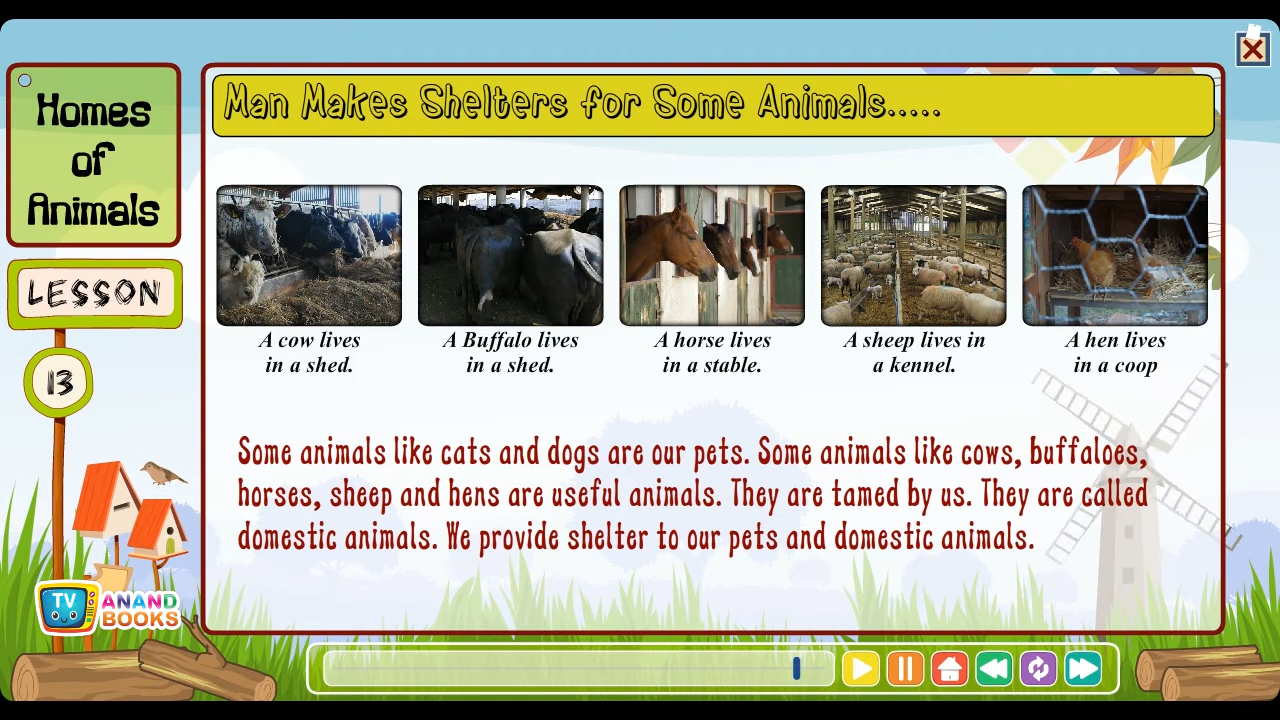 Homes
of
Animals
LESSON
13
Man Makes Shelters for Some Animals.....
A cow lives
in a shed.
A Buffalo lives
in a shed.
A horse lives
in a stable.
A sheep lives in
a kennel.
A hen lives
in a coop
Some animals like cats and dogs are our pets. Some animals like cows, buffaloes,
horses, sheep and hens are useful animals. They are tamed by us. They are called
domestic animals. We provide shelter to our pets and domestic animals.
TV
ANAND
BOOKS